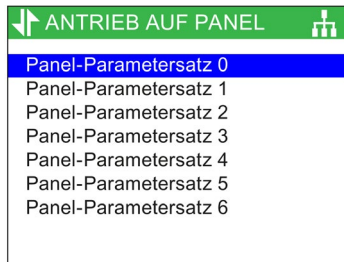 ANTRIEB AUF PANEL
Panel-Parametersatz 0
Panel-Parametersatz 1
Panel-Parametersatz 2
Panel-Parametersatz 3
Panel-Parametersatz 4
Panel-Parametersatz 5
Panel-Parametersatz 6